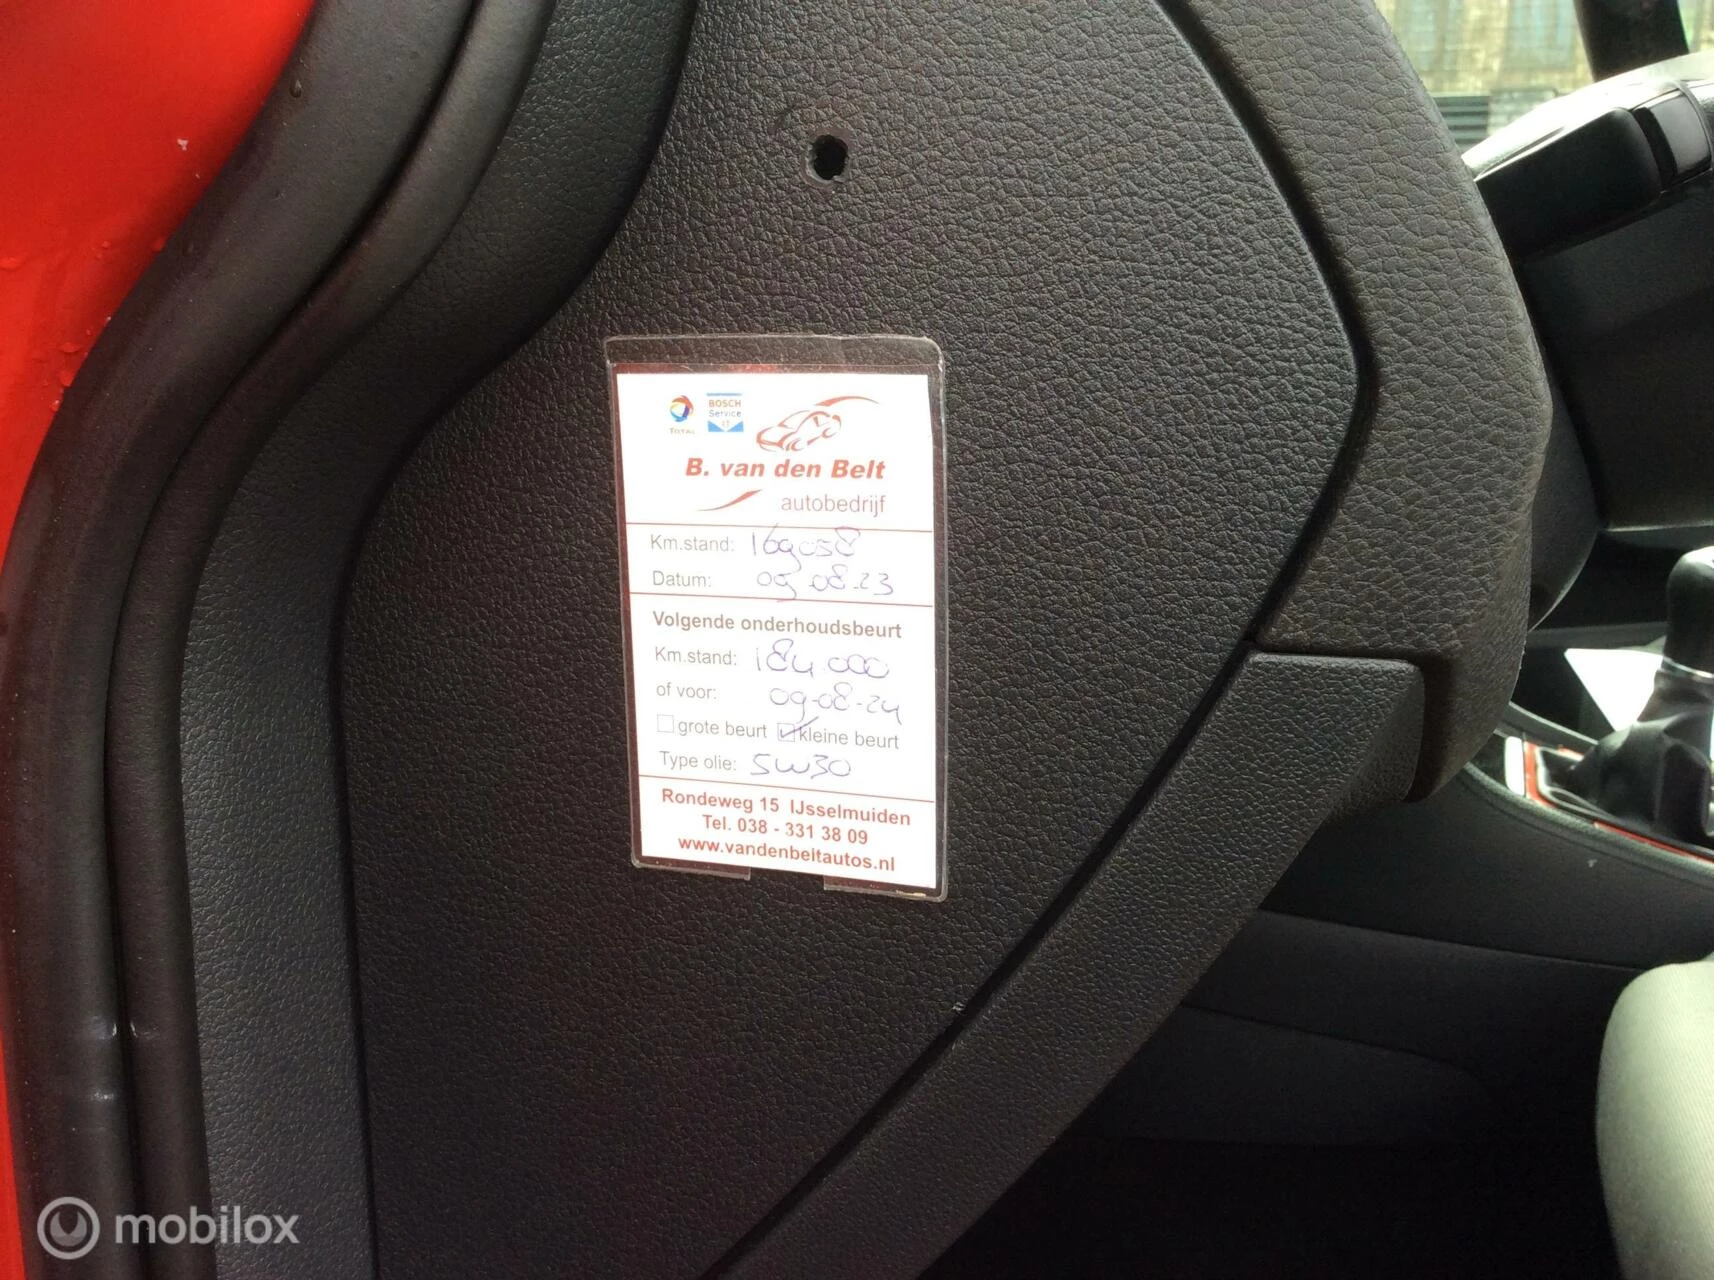 TOTAL
BOSCH
Service
B. van den Belt
autobedrijf
Km.stand: 169058
Datum: 09-08-23
Volgende onderhoudsbeurt
Km.stand: 184.000
of voor: 09-08-24
grote beurt kleine beurt
Type olie: 5W30
Rondeweg 15 IJsselmuiden
Tel. 038 - 331 38 09
www.vandenbeltautos.nl
mobilox